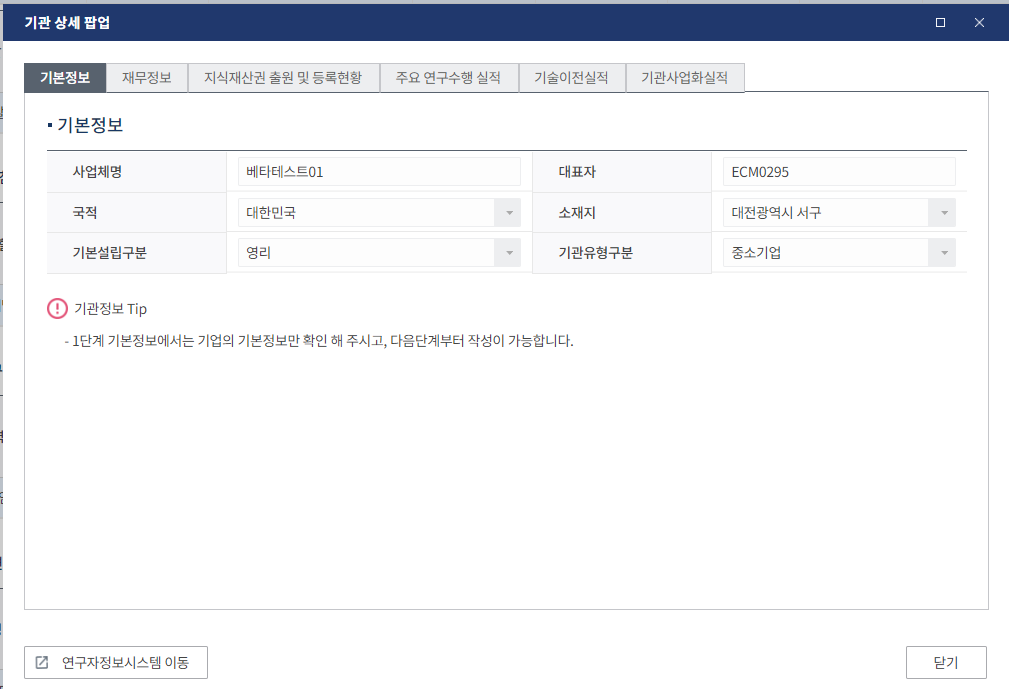 기관 상세 팝업
기본정보 재무정보 지식재산권 출원 및 등록현황 주요 연구수행 실적 기술이전실적 기관사업화실적
기본정보
사업체명 베타테스트01 대표자 ECM0295
국적 대한민국 소재지 대전광역시 서구
기본설립구분 영리 기관유형구분 중소기업
기관정보 Tip
- 1단계 기본정보에서는 기업의 기본정보만 확인 해 주시고, 다음단계부터 작성이 가능합니다.
연구자정보시스템 이동 닫기